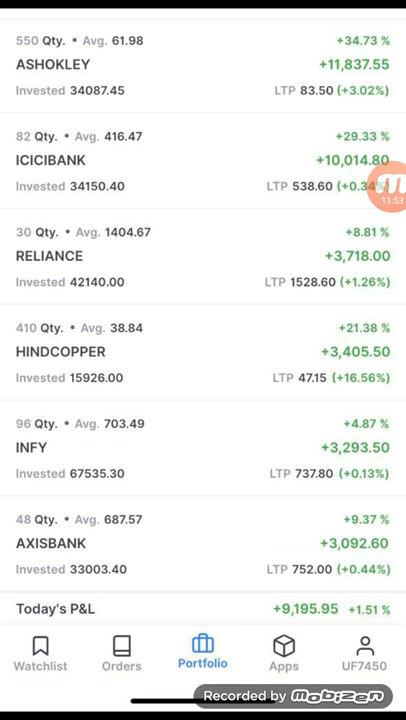 550 Qty. • Avg. 61.98 +34.73 %
ASHOKLEY +11,837.55
Invested 34087.45 LTP 83.50 (+3.02%)
82 Qty. • Avg. 416.47 +29.33 %
ICICIBANK +10,014.80
Invested 34150.40 LTP 538.60 (+0.34%)
11:53
30 Qty. • Avg. 1404.67 +8.81 %
RELIANCE +3,718.00
Invested 42140.00 LTP 1528.60 (+1.26%)
410 Qty. • Avg. 38.84 +21.38 %
HINDCOPPER +3,405.50
Invested 15926.00 LTP 47.15 (+16.56%)
96 Qty. • Avg. 703.49 +4.87 %
INFY +3,293.50
Invested 67535.30 LTP 737.80 (+0.13%)
48 Qty. • Avg. 687.57 +9.37 %
AXISBANK +3,092.60
Invested 33003.40 LTP 752.00 (+0.44%)
Today's P&L +9,195.95 +1.51 %
Watchlist Orders Portfolio Apps UF7450
Recorded by Mobizen